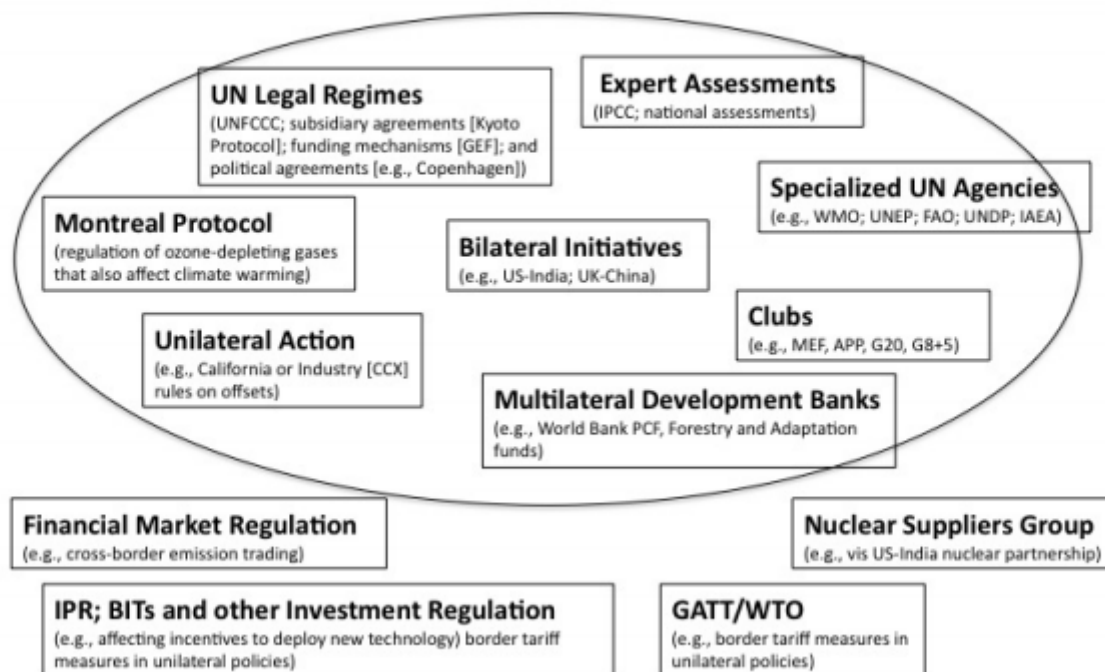 UN Legal Regimes
(UNFCCC; subsidiary agreements [Kyoto
Protocol]; funding mechanisms [GEF]; and
political agreements [e.g., Copenhagen])
Expert Assessments
(IPCC; national assessments)
Specialized UN Agencies
(e.g., WMO; UNEP; FAO; UNDP; IAEA)
Montreal Protocol
(regulation of ozone-depleting gases
that also affect climate warming)
Bilateral Initiatives
(e.g., US-India; UK-China)
Clubs
(e.g., MEF, APP, G20, G8+5)
Unilateral Action
(e.g., California or Industry [CCX]
rules on offsets)
Multilateral Development Banks
(e.g., World Bank PCF, Forestry and Adaptation
funds)
Financial Market Regulation
(e.g., cross-border emission trading)
Nuclear Suppliers Group
(e.g., vis US-India nuclear partnership)
IPR; BITs and other Investment Regulation
(e.g., affecting incentives to deploy new technology) border tariff
measures in unilateral policies)
GATT/WTO
(e.g., border tariff measures in
unilateral policies)